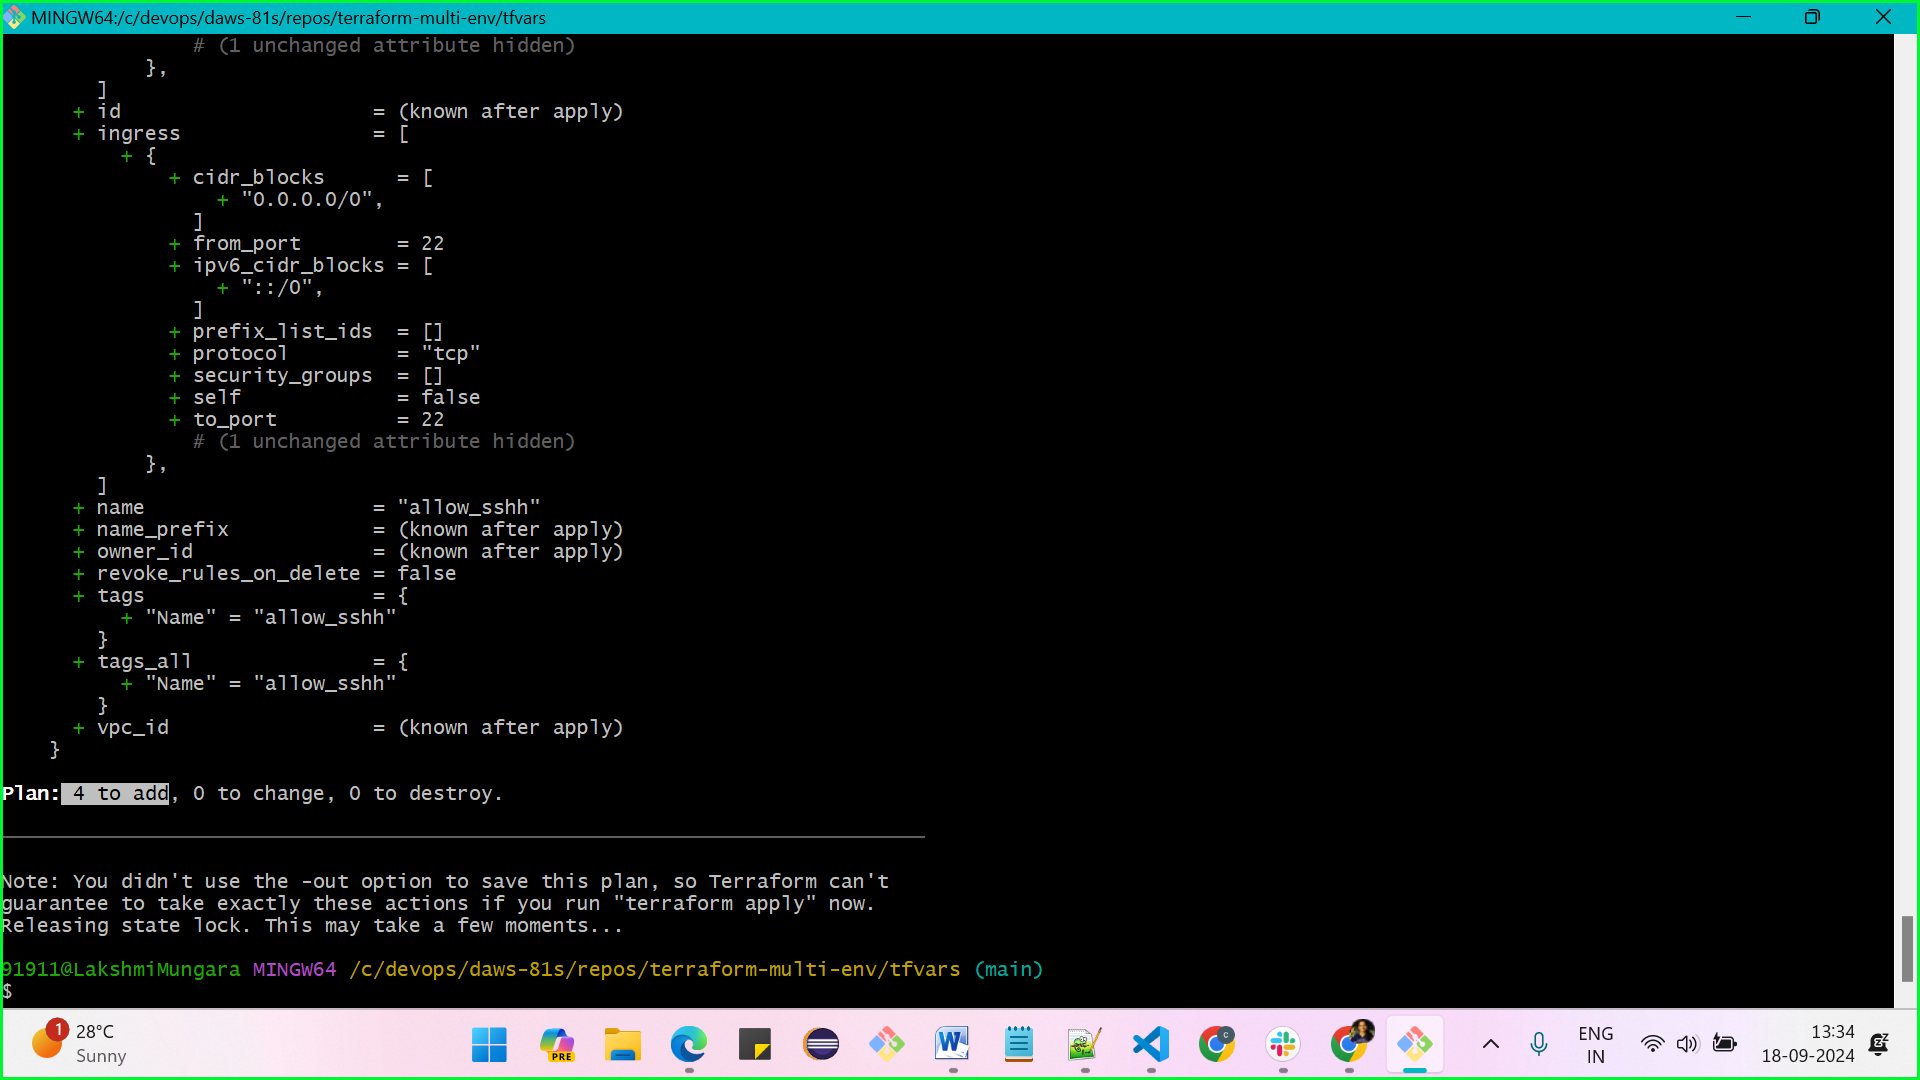 MINGW64:/c/devops/daws-81s/repos/terraform-multi-env/tfvars
# (1 unchanged attribute hidden)
},
]
+ id = (known after apply)
+ ingress = [
+ {
+ cidr_blocks = [
+ "0.0.0.0/0",
]
+ from_port = 22
+ ipv6_cidr_blocks = [
+ "::/0",
]
+ prefix_list_ids = []
+ protocol = "tcp"
+ security_groups = []
+ self = false
+ to_port = 22
# (1 unchanged attribute hidden)
},
]
+ name = "allow_sshh"
+ name_prefix = (known after apply)
+ owner_id = (known after apply)
+ revoke_rules_on_delete = false
+ tags = {
+ "Name" = "allow_sshh"
}
+ tags_all = {
+ "Name" = "allow_sshh"
}
+ vpc_id = (known after apply)
}
Plan: 4 to add, 0 to change, 0 to destroy.
Note: You didn't use the -out option to save this plan, so Terraform can't
guarantee to take exactly these actions if you run "terraform apply" now.
Releasing state lock. This may take a few moments...
91911@LakshmiMungara MINGW64 /c/devops/daws-81s/repos/terraform-multi-env/tfvars (main)
$
1
28°C
Sunny
PRE
W
C
ENG
IN
13:34
18-09-2024